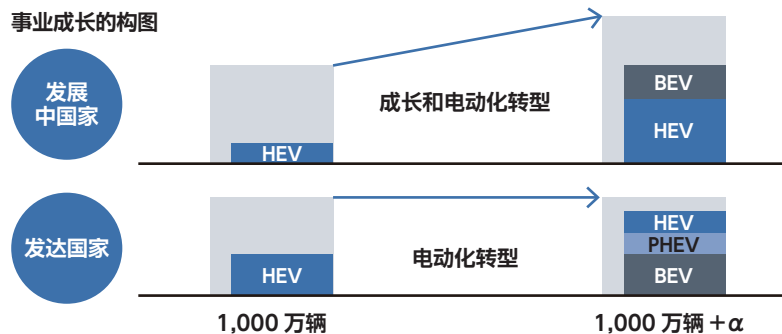 事业成长的构图
发展
中国家
HEV
成长和电动化转型
BEV
HEV
发达国家
HEV
电动化转型
HEV
PHEV
BEV
1,000 万辆
1,000 万辆+α